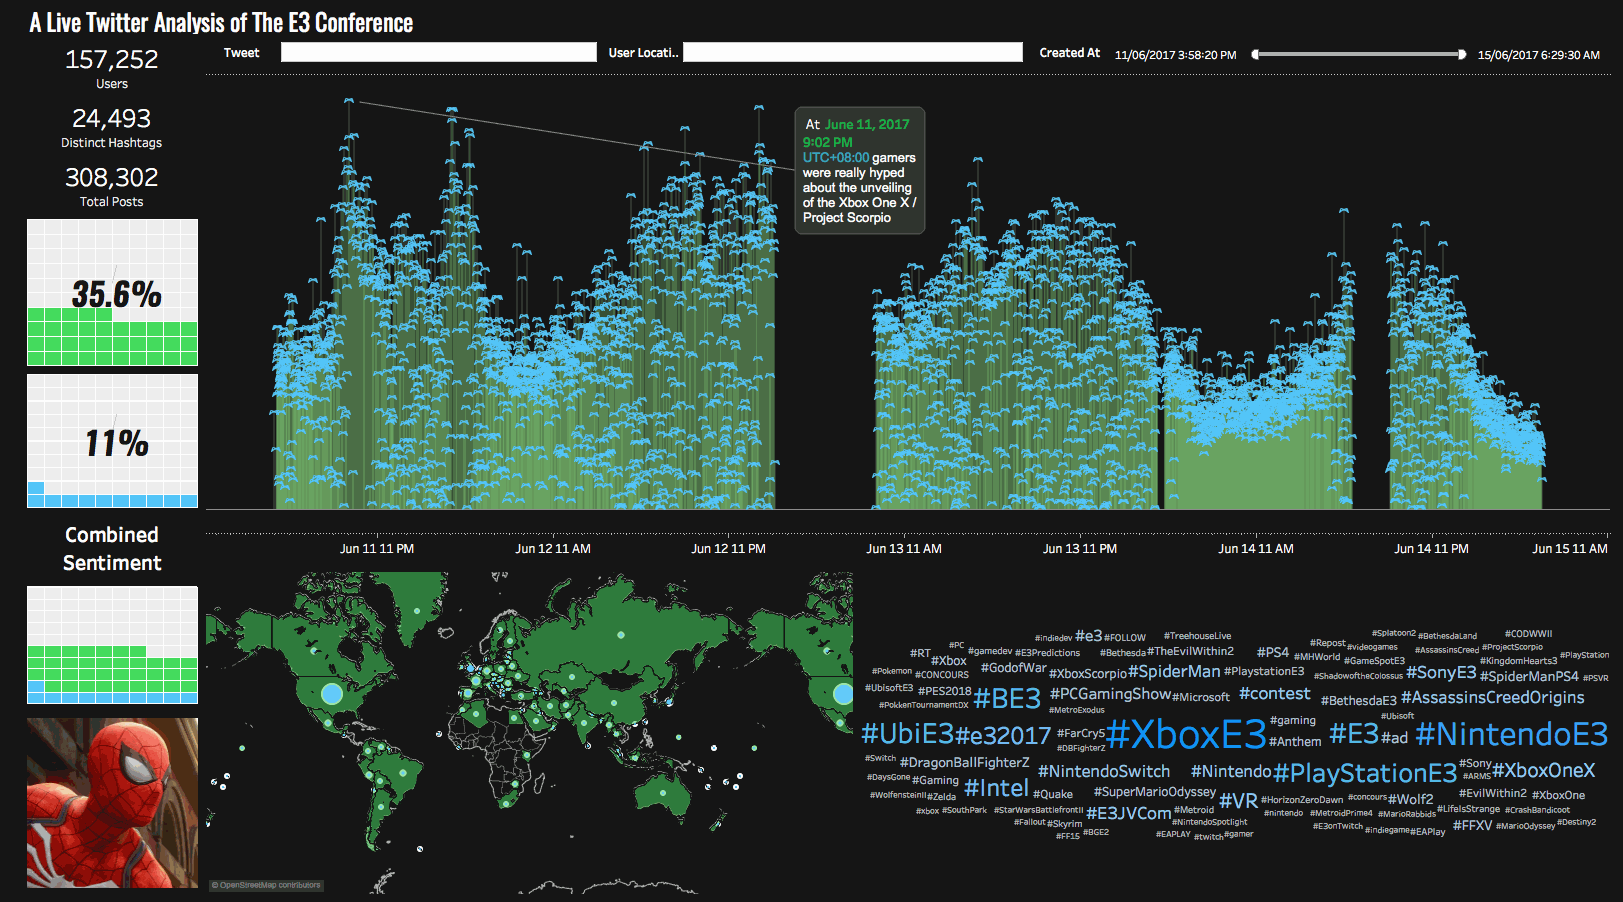 A Live Twitter Analysis of The E3 Conference
157,252
Users
24,493
Distinct Hashtags
308,302
Total Posts
35.6%
11%
Combined
Sentiment
Tweet
User Locati..
Created At
11/06/2017 3:58:20 PM
15/06/2017 6:29:30 AM
At June 11, 2017
9:02 PM
UTC+08:00 gamers
were really hyped
about the unveiling
of the Xbox One X /
Project Scorpio
Jun 11 11 PM
Jun 12 11 AM
Jun 12 11 PM
Jun 13 11 AM
Jun 13 11 PM
Jun 14 11 AM
Jun 14 11 PM
Jun 15 11 AM
© OpenStreetMap contributors
#indiedev #e3 #FOLLOW #TreehouseLive #Splatoon2 #BethesdaLand #CODWWII
#PC #Repost #videogames #AssassinsCreed #ProjectScorpio
#RT #gamedev #E3Predictions #Bethesda #TheEvilWithin2 #PS4 #MHWorld #GameSpotE3 #KingdomHearts3 #PlayStation
#Xbox #GodofWar #XboxScorpio #SpiderMan #PlaystationE3 #ShadowoftheColossus #SonyE3 #SpiderManPS4 #PSVR
#Pokemon #CONCOURS
#UbisoftE3 #PES2018 #BE3 #PCGamingShow #Microsoft #contest #BethesdaE3 #AssassinsCreedOrigins
#PokkenTournamentDX #MetroExodus
#UbiE3 #e32017 #FarCry5 #XboxE3 #gaming #E3 #ad #Ubisoft #NintendoE3
#DBFighterZ #Anthem
#Switch #DragonBallFighterZ #NintendoSwitch #Nintendo #PlayStationE3 #Sony #XboxOneX
#DaysGone #Gaming #Intel #Quake #SuperMarioOdyssey #ARMS
#WolfensteinII #Zelda #VR #HorizonZeroDawn #concours #Wolf2 #EvilWithin2 #XboxOne
#xbox #SouthPark #StarWarsBattlefrontII #E3JVCom #Metroid #nintendo #MetroidPrime4 #MarioRabbids #LifeIsStrange #CrashBandicoot
#Fallout #Skyrim #NintendoSpotlight #E3onTwitch #indiegame #EAPlay #FFXV #MarioOdyssey #Destiny2
#FF15 #BGE2 #EAPLAY #twitch #gamer